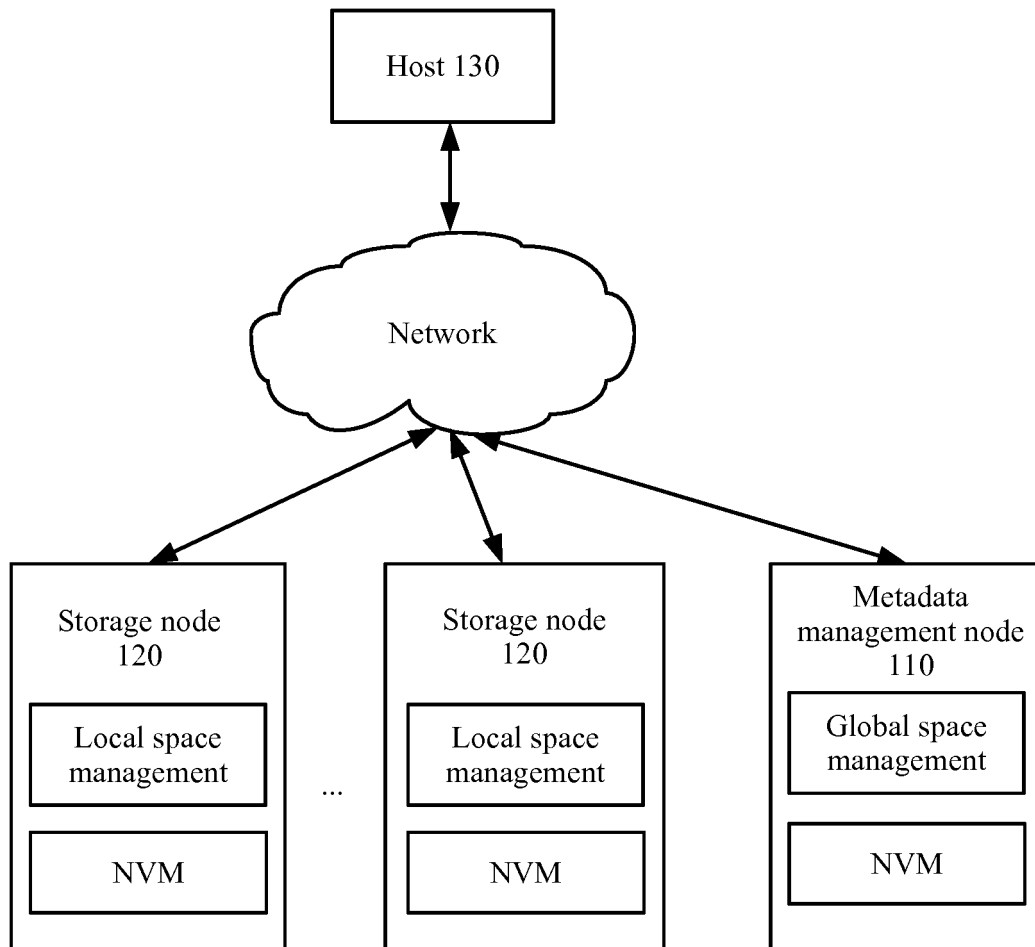 Host 130
Network
Storage node
120
Local space
management
NVM
...
Storage node
120
Local space
management
NVM
Metadata
management node
110
Global space
management
NVM